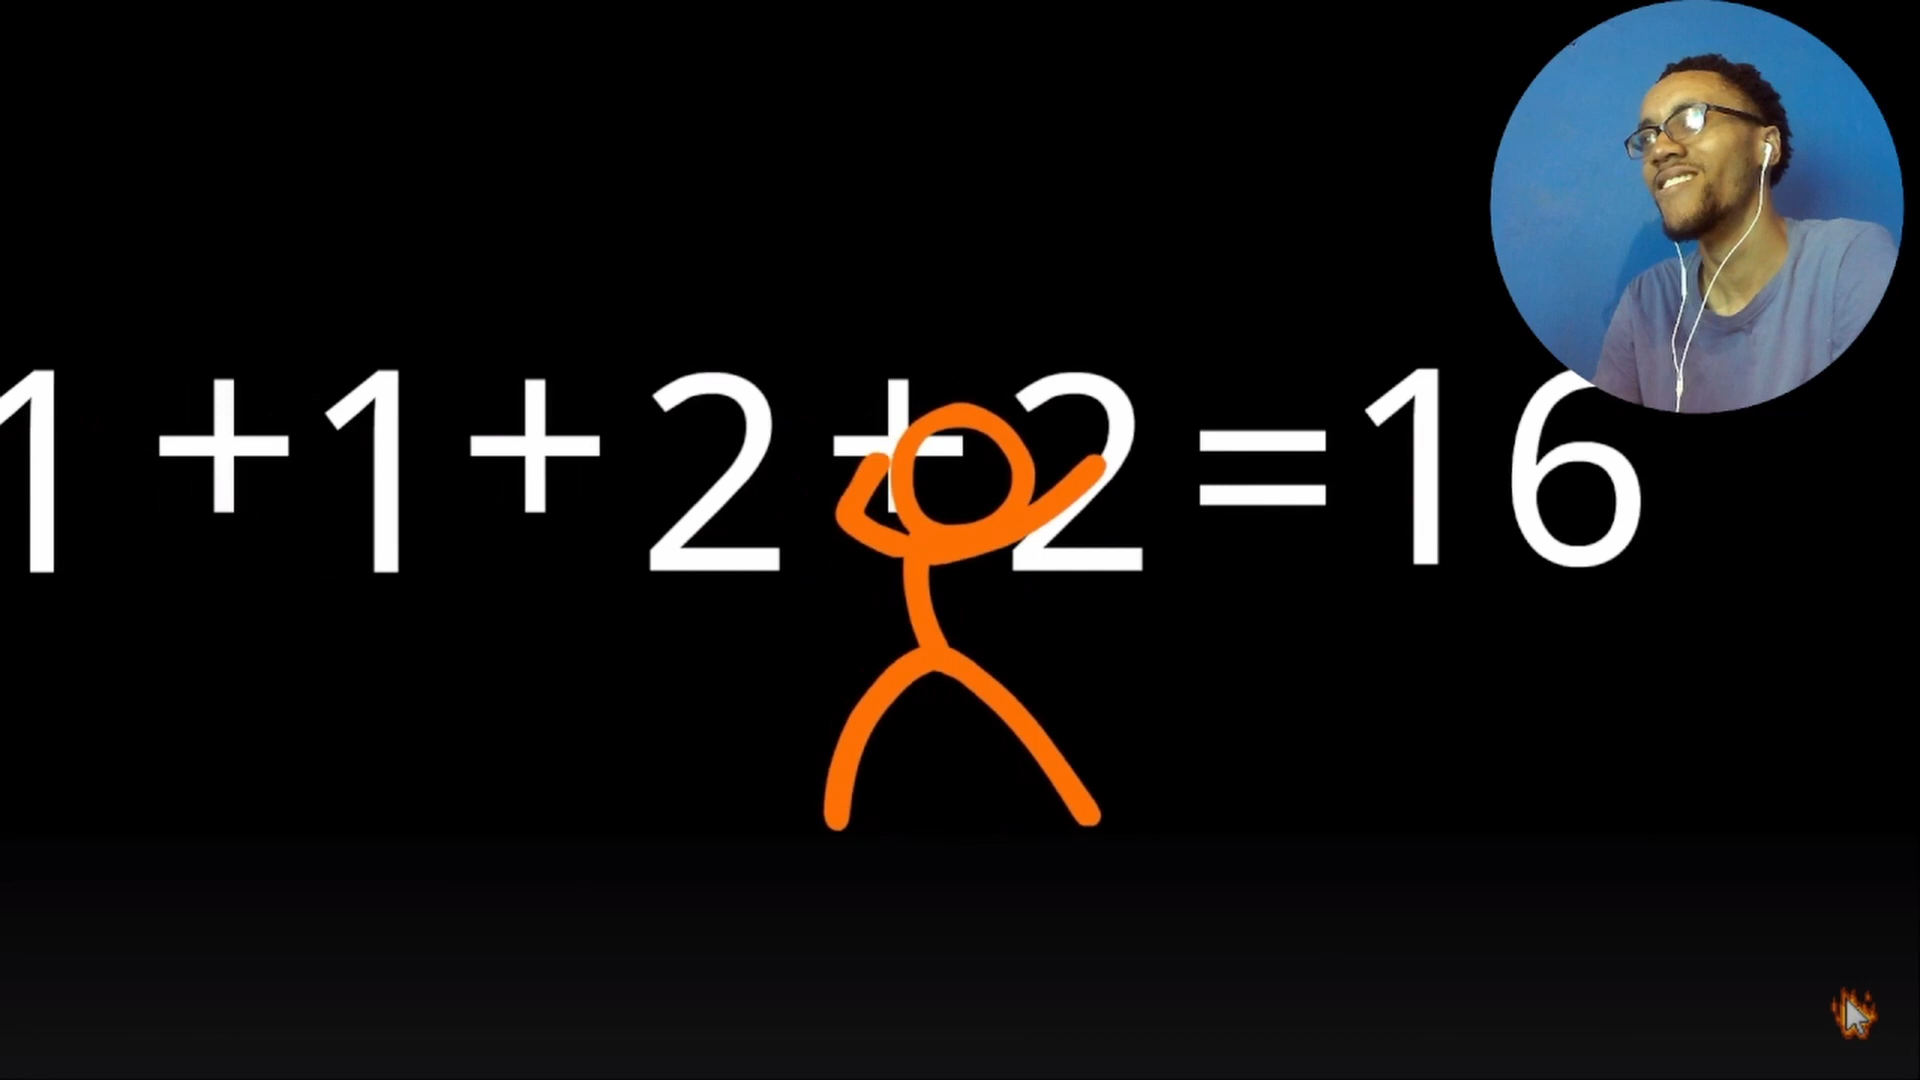 1 + 1 + 2 + 2 = 16